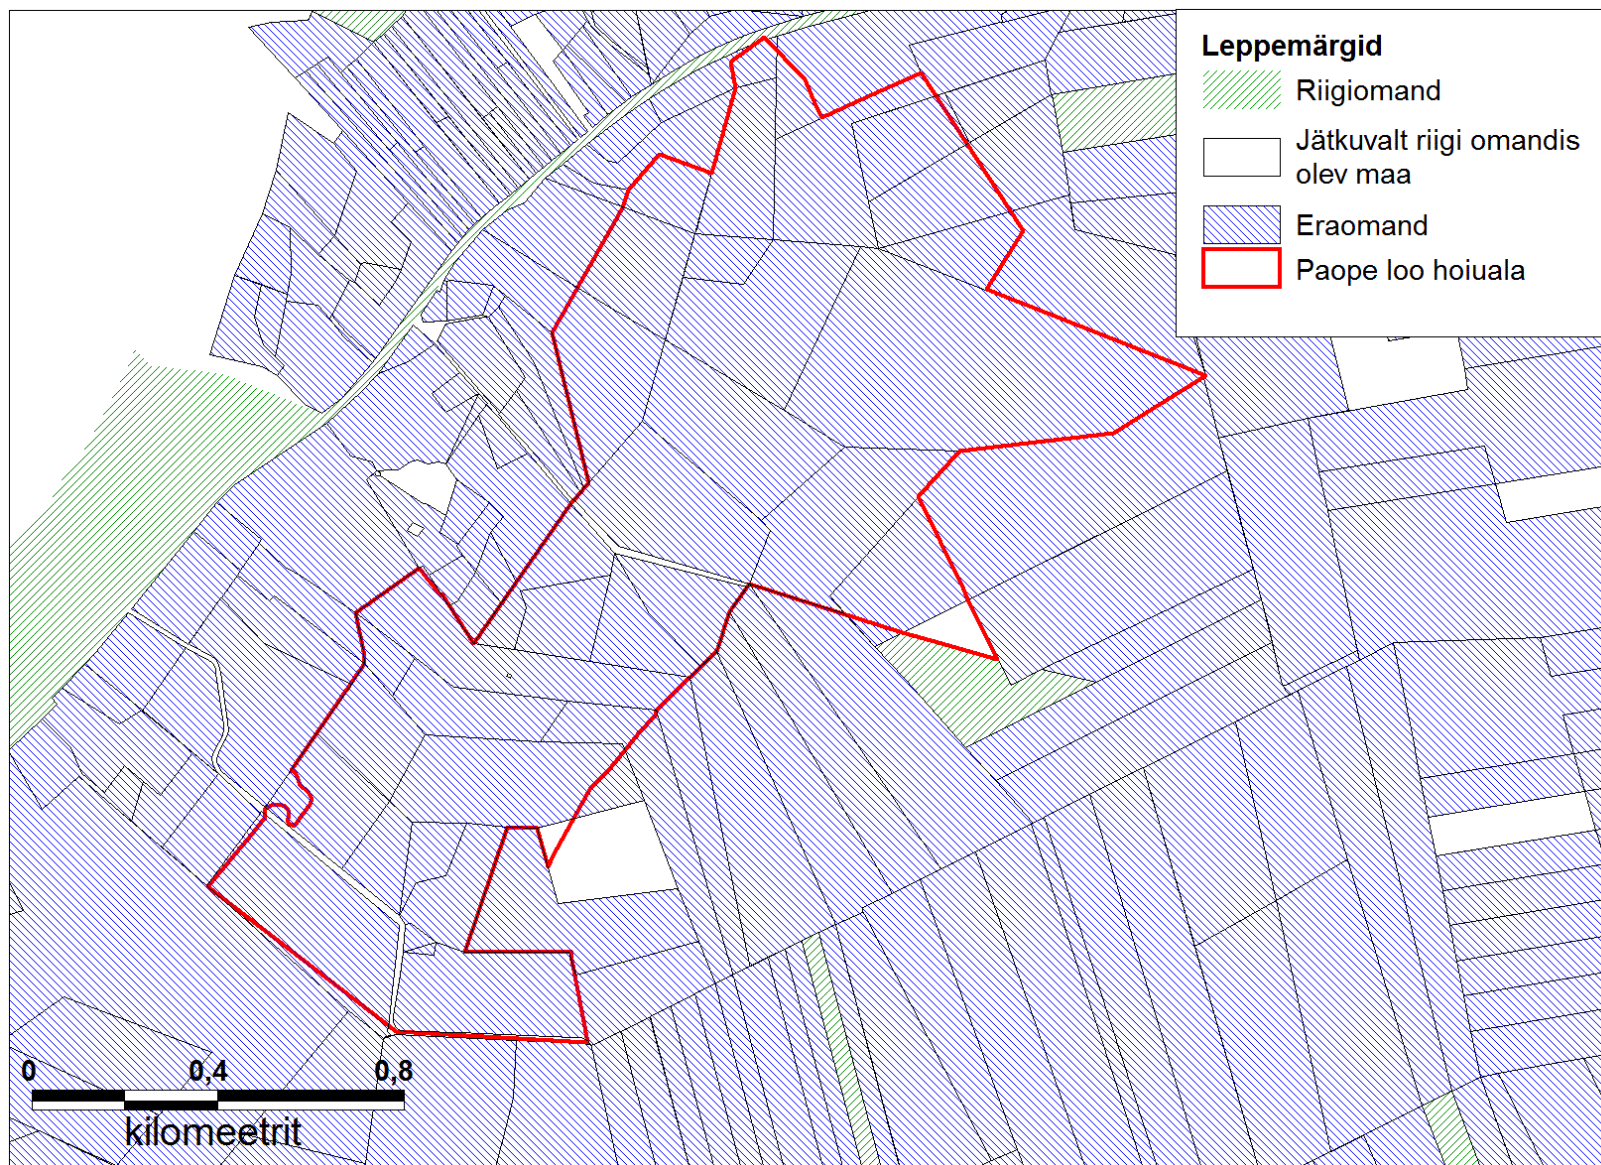 Leppemärgid
Riigiomand
Jätkuvalt riigi omandis
olev maa
Eraomand
Paope loo hoiuala
0 0,4 0,8
kilomeetrit